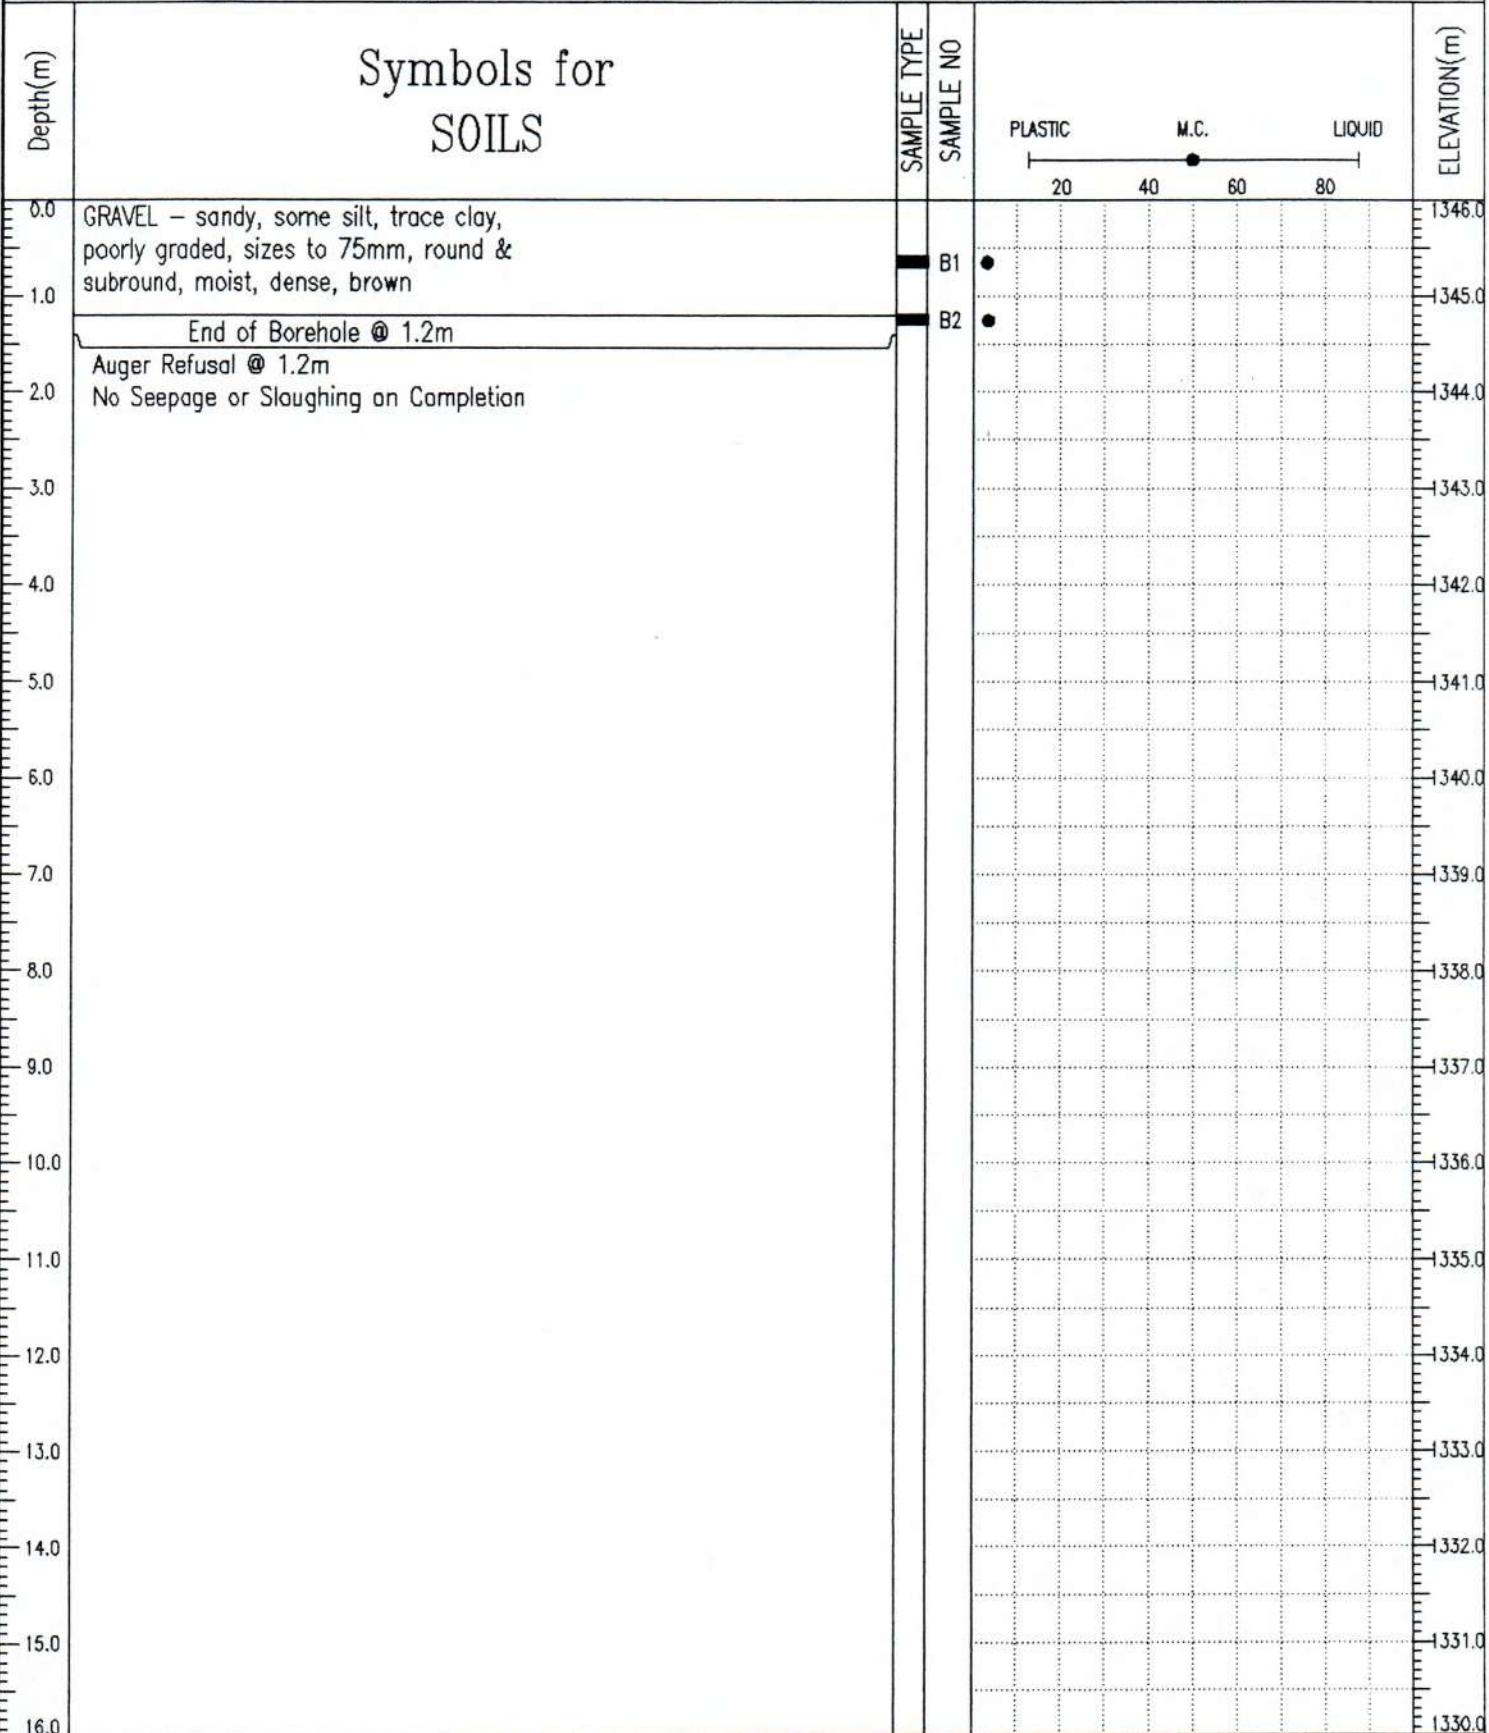 Depth(m)
Symbols for
SOILS
SAMPLE TYPE
SAMPLE NO
PLASTIC M.C. LIQUID
20 40 60 80
ELEVATION(m)
0.0
GRAVEL – sandy, some silt, trace clay,
poorly graded, sizes to 75mm, round &
subround, moist, dense, brown
B1
1346.0
1.0
1345.0
End of Borehole @ 1.2m
B2
Auger Refusal @ 1.2m
No Seepage or Sloughing on Completion
2.0
1344.0
3.0
1343.0
4.0
1342.0
5.0
1341.0
6.0
1340.0
7.0
1339.0
8.0
1338.0
9.0
1337.0
10.0
1336.0
11.0
1335.0
12.0
1334.0
13.0
1333.0
14.0
1332.0
15.0
1331.0
16.0
1330.0